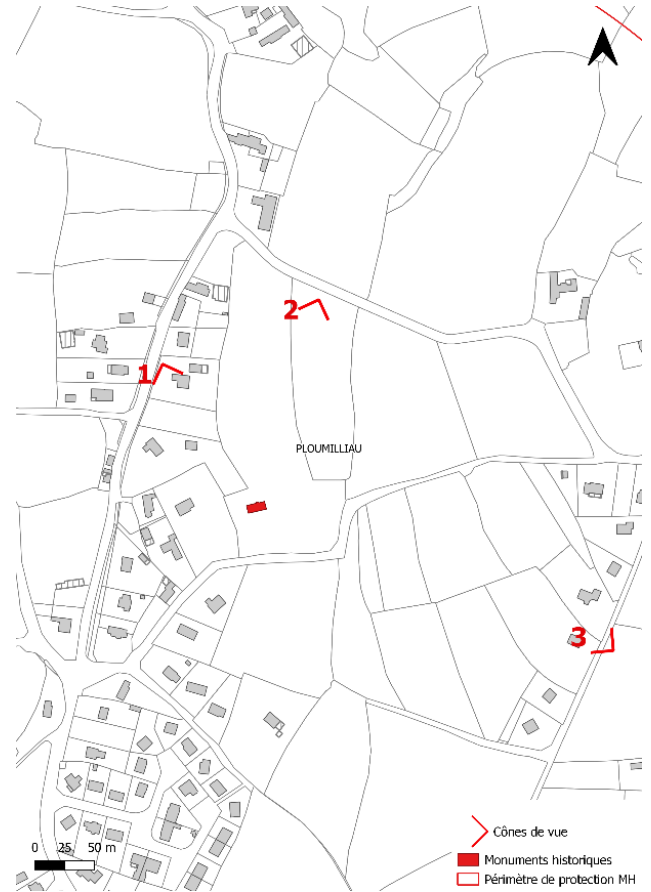 2
1
PLOUMILLIAU
3
Cônes de vue
0 25 50 m
Monuments historiques
Périmètre de protection MH